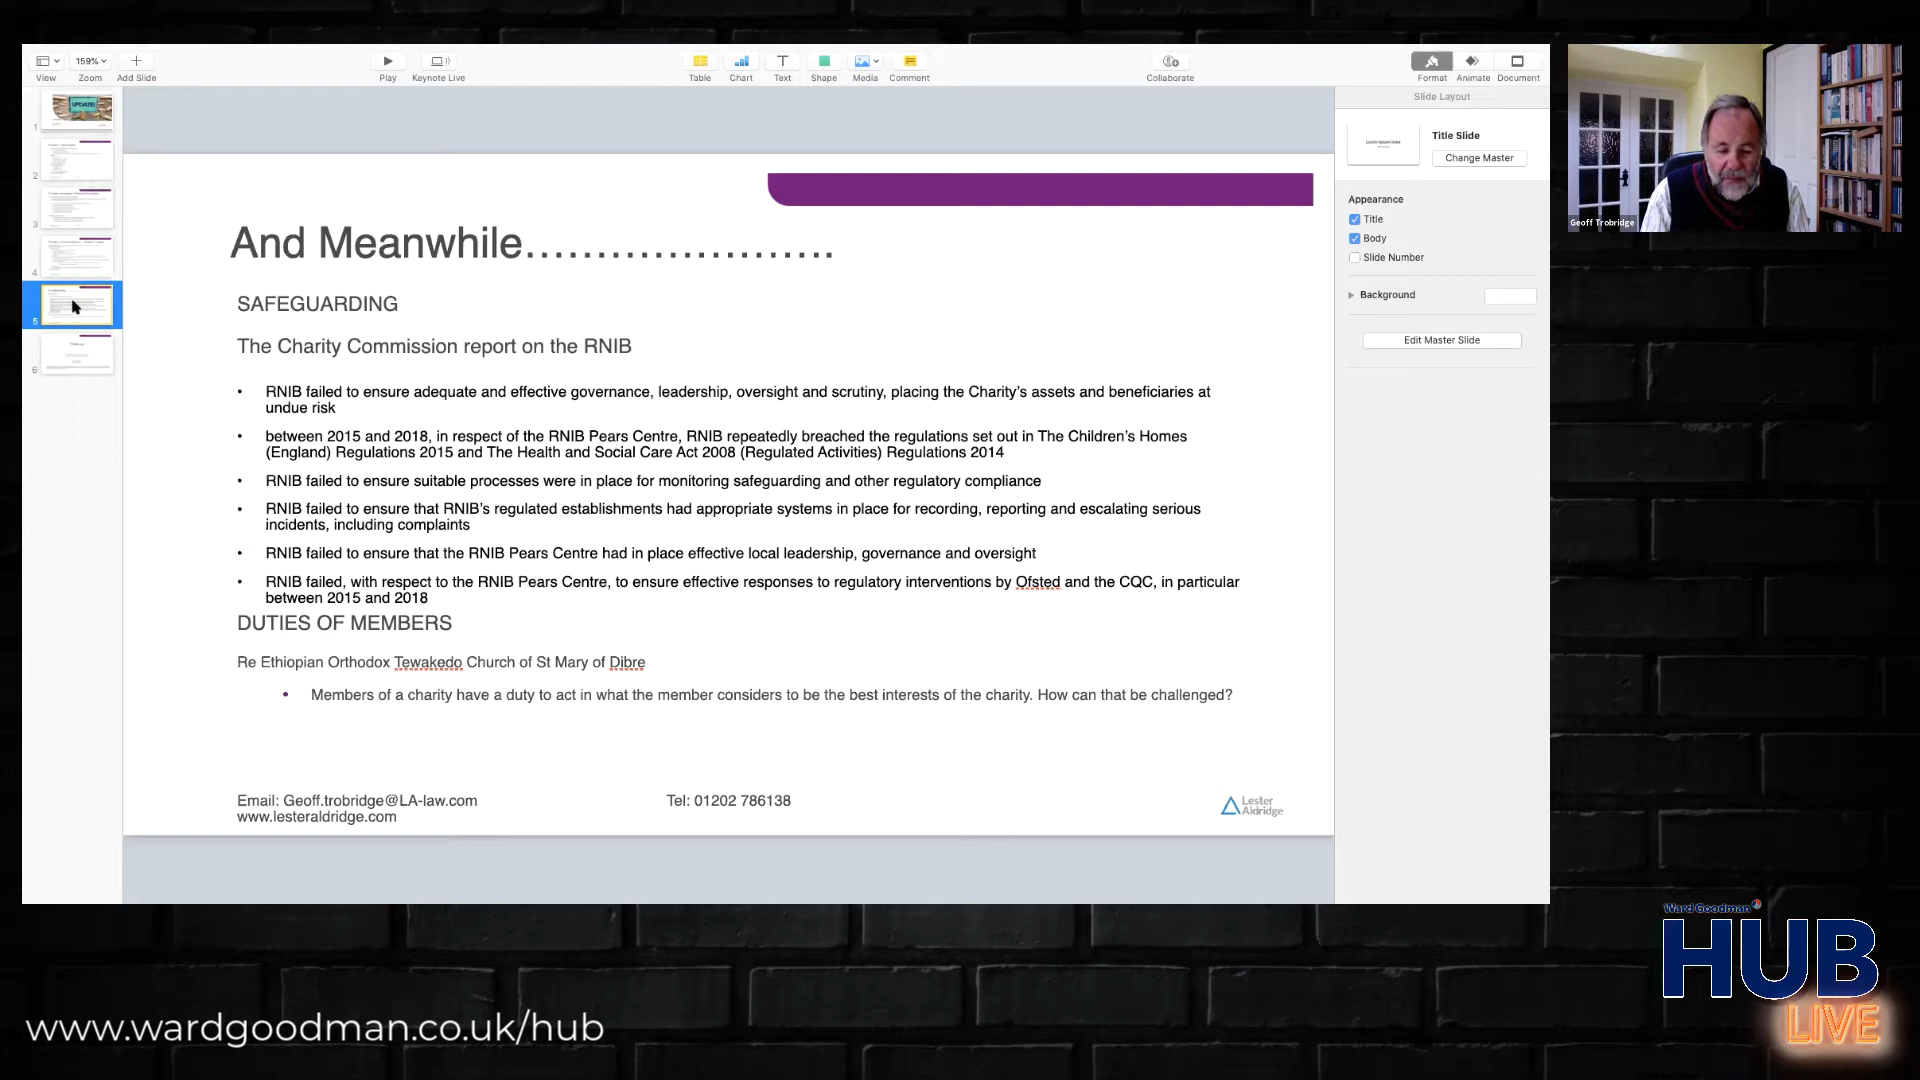 159%
View
Zoom
Add Slide
Play
Keynote Live
Table
Chart
Text
Shape
Media
Comment
Collaborate
Format
Animate
Document
UPDATE!
1
2
3
4
5
6
And Meanwhile......................
SAFEGUARDING
The Charity Commission report on the RNIB
• RNIB failed to ensure adequate and effective governance, leadership, oversight and scrutiny, placing the Charity's assets and beneficiaries at
undue risk
• between 2015 and 2018, in respect of the RNIB Pears Centre, RNIB repeatedly breached the regulations set out in The Children's Homes
(England) Regulations 2015 and The Health and Social Care Act 2008 (Regulated Activities) Regulations 2014
• RNIB failed to ensure suitable processes were in place for monitoring safeguarding and other regulatory compliance
• RNIB failed to ensure that RNIB's regulated establishments had appropriate systems in place for recording, reporting and escalating serious
incidents, including complaints
• RNIB failed to ensure that the RNIB Pears Centre had in place effective local leadership, governance and oversight
• RNIB failed, with respect to the RNIB Pears Centre, to ensure effective responses to regulatory interventions by Ofsted and the CQC, in particular
between 2015 and 2018
DUTIES OF MEMBERS
Re Ethiopian Orthodox Tewakedo Church of St Mary of Dibre
• Members of a charity have a duty to act in what the member considers to be the best interests of the charity. How can that be challenged?
Email: Geoff.trobridge@LA-law.com
Tel: 01202 786138
www.lesteraldridge.com
Lester
Aldridge
Slide Layout
Title Slide
Change Master
Appearance
Title
Body
Slide Number
Background
Edit Master Slide
Geoff Trobridge
Ward Goodman
HUB
LIVE
www.wardgoodman.co.uk/hub